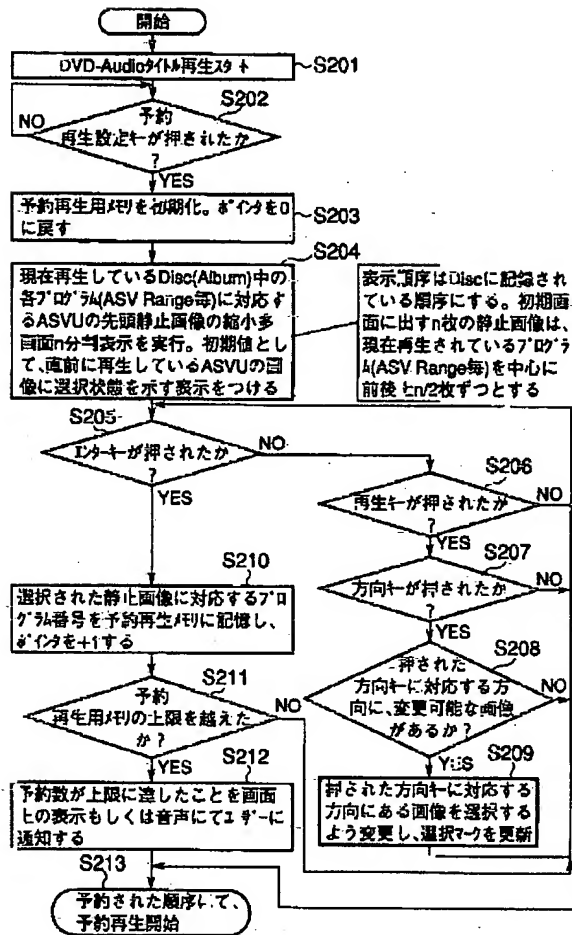 開始
DVD-Audioタイトル再生スタート
S201
S202
予約
再生設定キーが押されたか
?
NO
YES
予約再生用メモリを初期化。ポインタを0
に戻す
S203
S204
現在再生しているDisc(Album)中の
各プログラム(ASV Range毎)に対応す
るASVUの先頭静止画像の縮小多
画面n分割表示を実行。初期値とし
て、直前に再生しているASVUの画
像に選択状態を示す表示をつける
表示順序はDiscに記録され
ている順序にする。初期画
面に出すn枚の静止画像は、
現在再生されているプログラ
ム(ASV Range毎)を中心に
前後にn/2枚ずつとする
S205
エンターキーが押されたか
?
NO
YES
S206
再生キーが押されたか
?
NO
YES
S207
方向キーが押されたか
?
NO
YES
S208
押された
方向キーに対応する方
向に、変更可能な画像
があるか?
NO
YES
S209
押された方向キーに対応する
方向にある画像を選択する
よう変更し、選択マークを更新
S210
選択された静止画像に対応するプロ
グラム番号を予約再生メモリに記憶し、
ポインタを+1する
S211
予約
再生用メモリの上限を越えた
か?
NO
YES
S212
予約数が上限に達したことを画面
上の表示もしくは音声にてユーザーに
通知する
S213
予約された順序にて、
予約再生開始